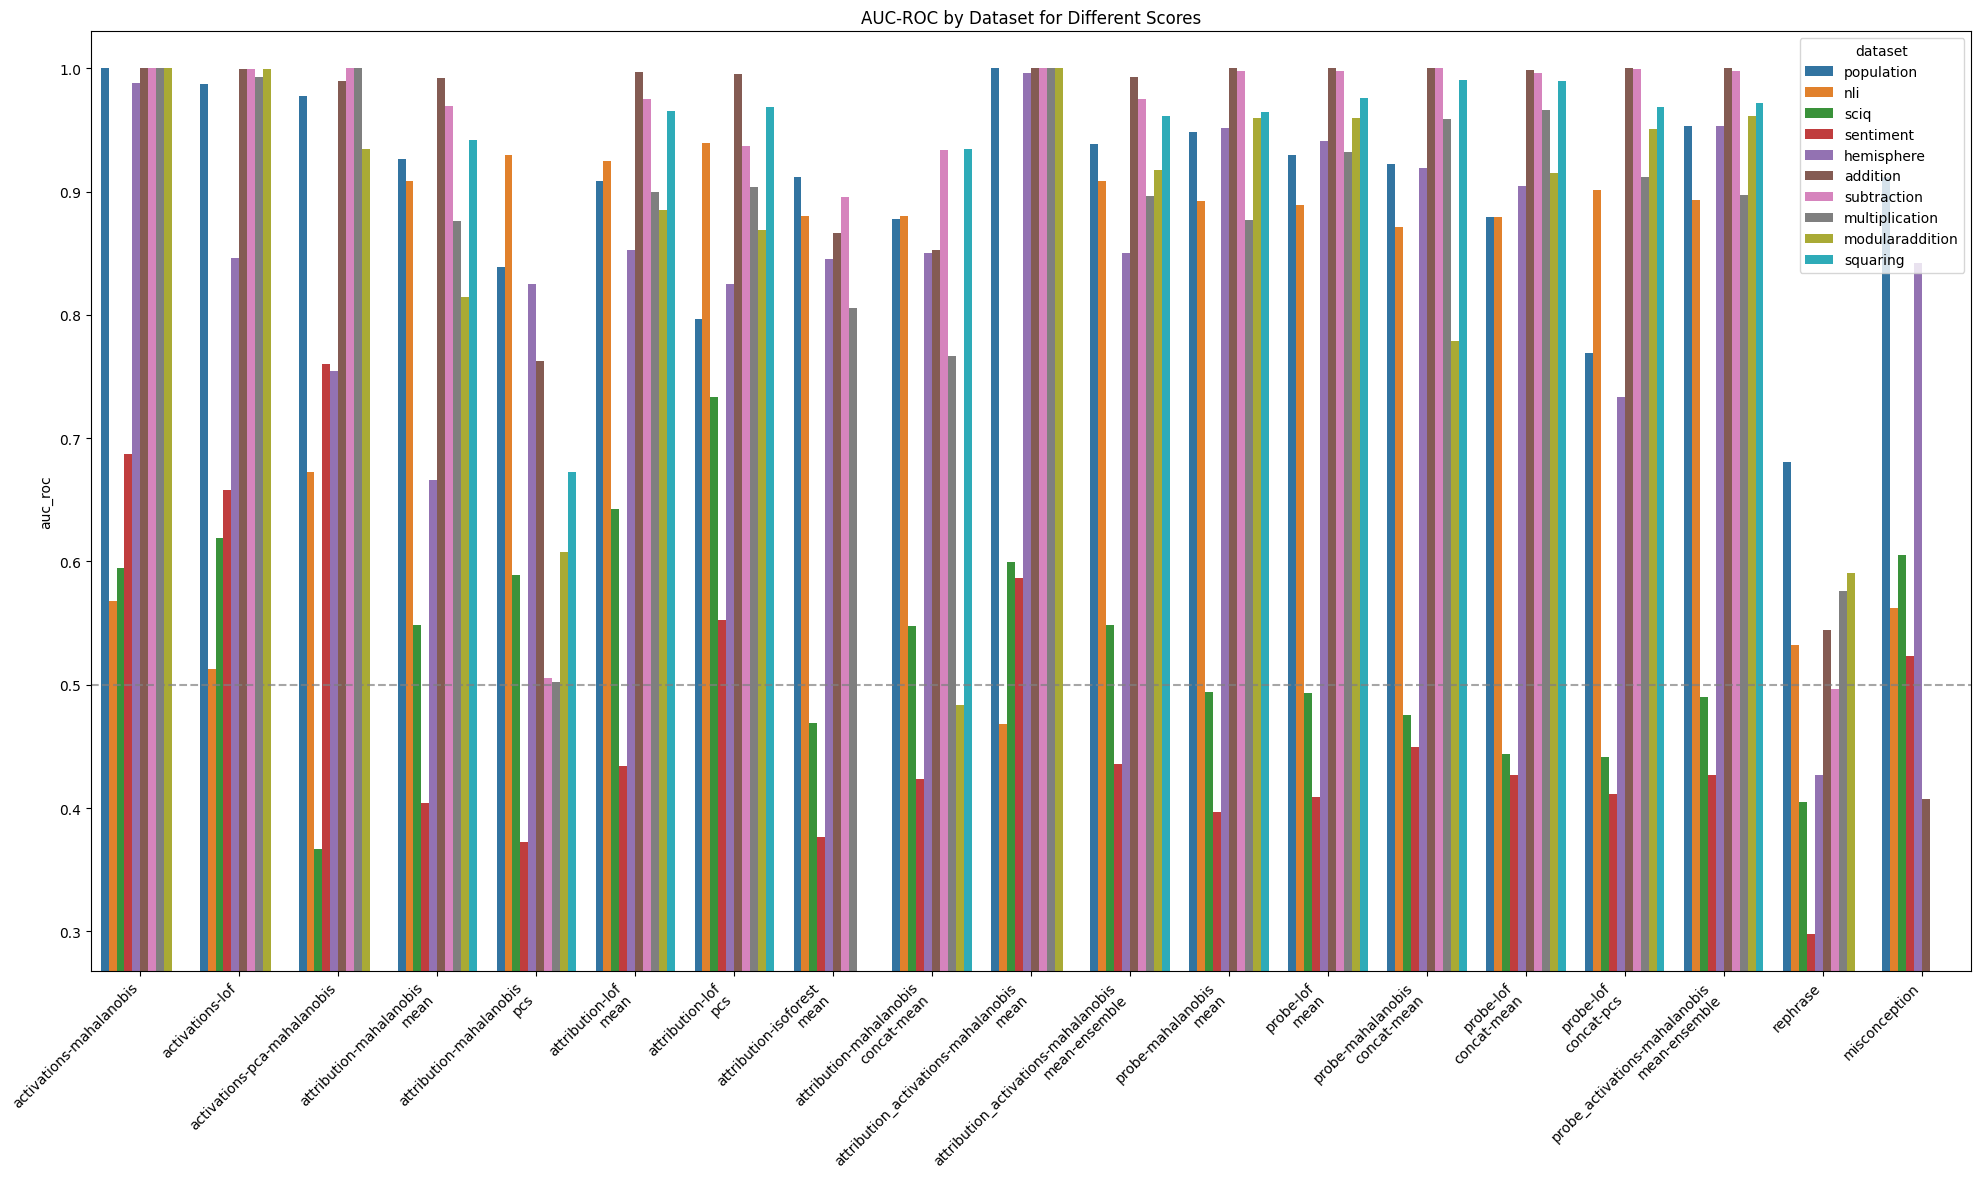 AUC-ROC by Dataset for Different Scores
auc_roc
1.0
0.9
0.8
0.7
0.6
0.5
0.4
0.3
dataset
population
nli
sciq
sentiment
hemisphere
addition
subtraction
multiplication
modularaddition
squaring
activations-mahalanobis
activations-lof
activations-pca-mahalanobis
attribution-mahalanobis
mean
attribution-mahalanobis
pcs
attribution-lof
mean
attribution-lof
pcs
attribution-isoforest
mean
attribution-mahalanobis
concat-mean
attribution_activations-mahalanobis
mean
attribution_activations-mahalanobis
mean-ensemble
probe-mahalanobis
mean
probe-lof
mean
probe-mahalanobis
concat-mean
probe-lof
concat-mean
probe-lof
concat-pcs
probe_activations-mahalanobis
mean-ensemble
rephrase
misconception